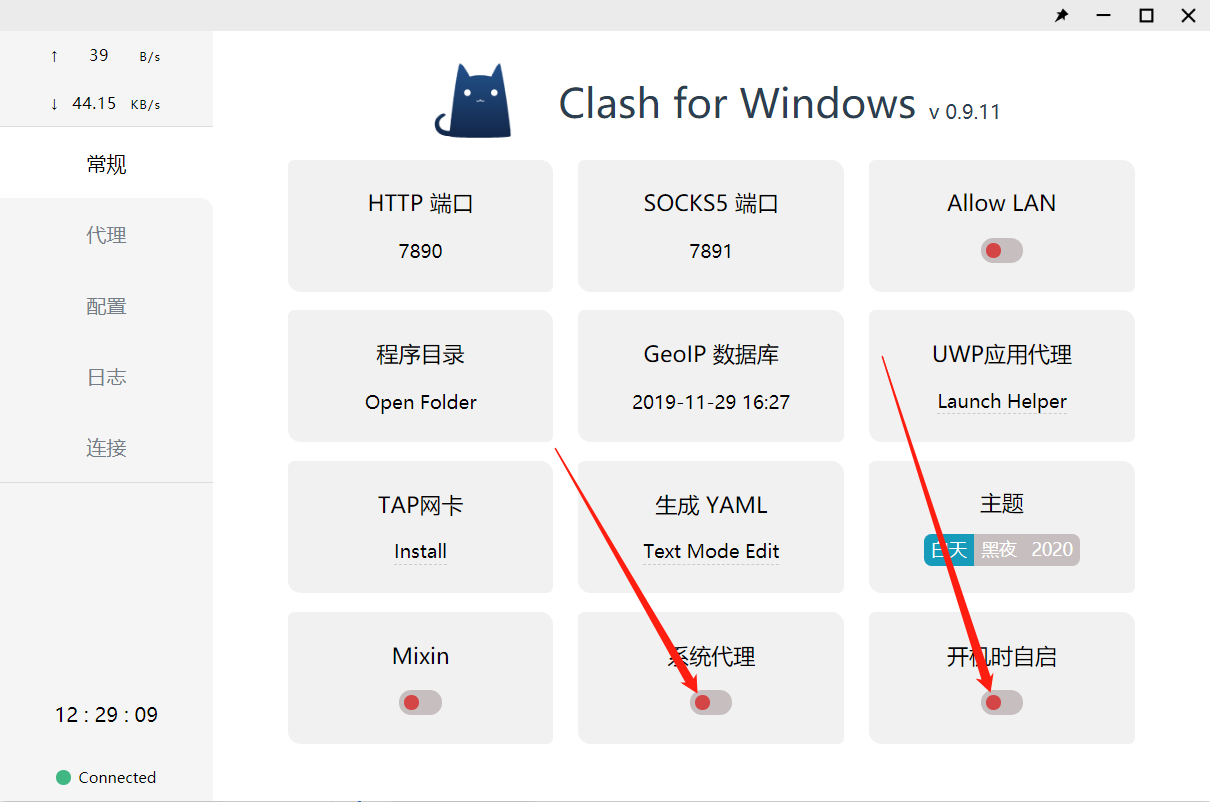 ↑ 39 B/s
↓ 44.15 KB/s
常规
代理
配置
日志
连接
12 : 29 : 09
Connected
Clash for Windows v 0.9.11
HTTP 端口
7890
SOCKS5 端口
7891
Allow LAN
程序目录
Open Folder
GeoIP 数据库
2019-11-29 16:27
UWP应用代理
Launch Helper
TAP网卡
Install
生成 YAML
Text Mode Edit
主题
白天 黑夜 2020
Mixin
系统代理
开机时自启